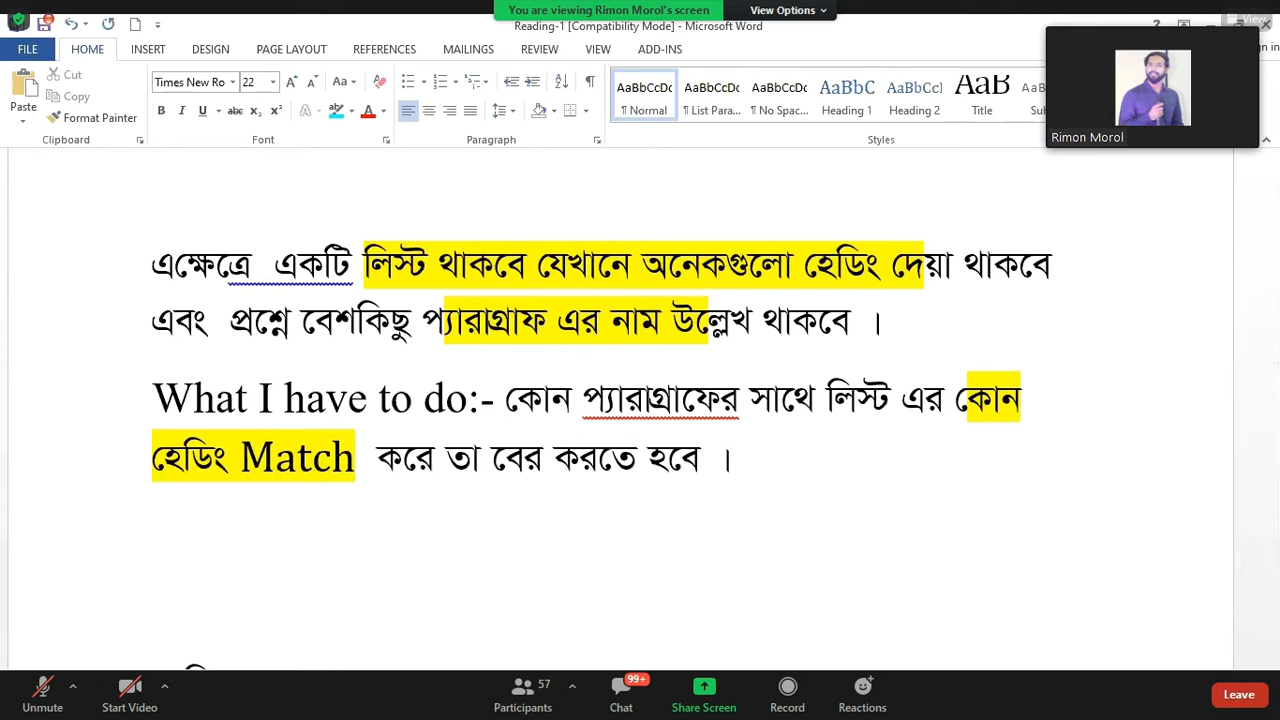 You are viewing Rimon Morol's screen
View Options
View
Reading-1 [Compatibility Mode] - Microsoft Word
FILE HOME INSERT DESIGN PAGE LAYOUT REFERENCES MAILINGS REVIEW VIEW ADD-INS
Paste
Cut
Copy
Format Painter
Clipboard
Times New Ro 22
Font
Paragraph
AaBbCcDc AaBbCcDc AaBbCcDc AaBbC AaBbCcl AaB
¶ Normal ¶ List Para... ¶ No Spac... Heading 1 Heading 2 Title
Styles
Rimon Morol
এক্ষেত্রে একটি লিস্ট থাকবে যেখানে অনেকগুলো হেডিং দেয়া থাকবে
এবং প্রশ্নে বেশকিছু প্যারাগ্রাফ এর নাম উল্লেখ থাকবে ।
What I have to do:- কোন প্যারাগ্রাফের সাথে লিস্ট এর কোন
হেডিং Match করে তা বের করতে হবে ।
Unmute
Start Video
57
Participants
99+
Chat
Share Screen
Record
Reactions
Leave